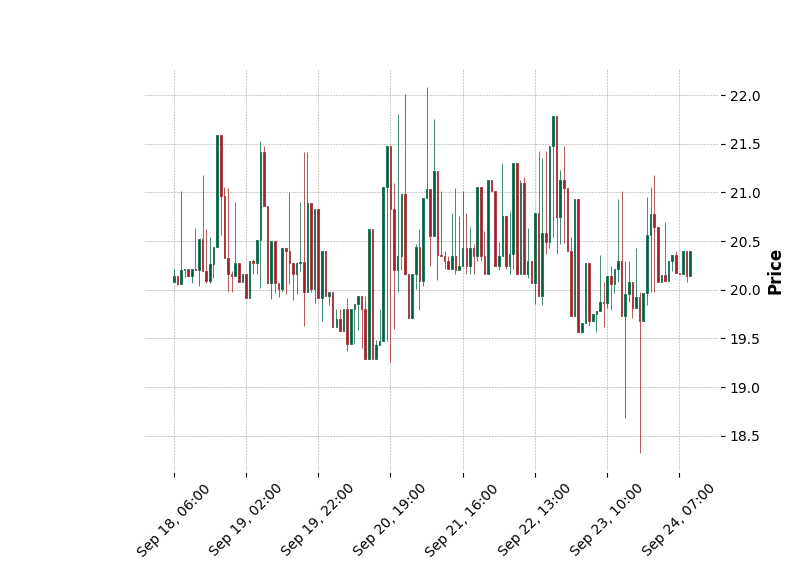 22.0
21.5
21.0
20.5
20.0
19.5
19.0
18.5
Price
Sep 18, 06:00
Sep 19, 02:00
Sep 19, 22:00
Sep 20, 19:00
Sep 21, 16:00
Sep 22, 13:00
Sep 23, 10:00
Sep 24, 07:00